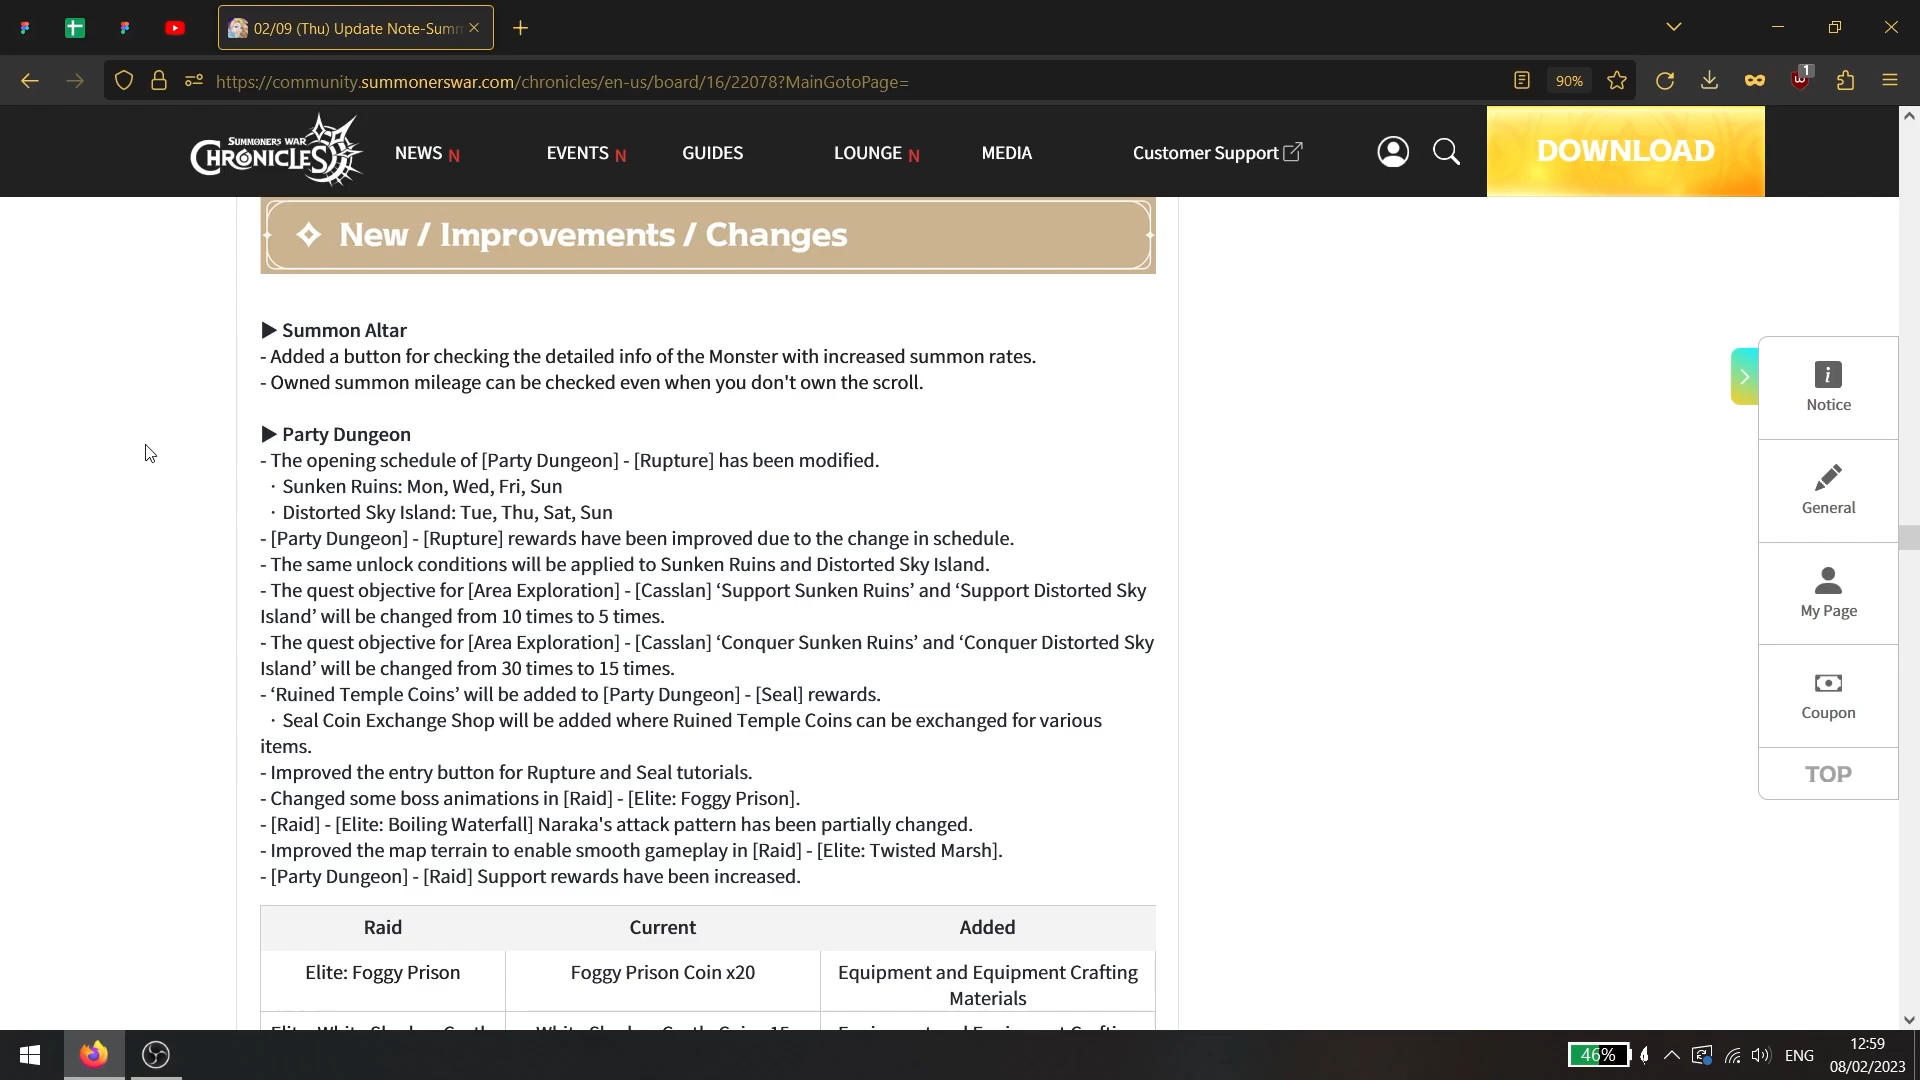 02/09 (Thu) Update Note-Summ
https://community.summonerswar.com/chronicles/en-us/board/16/22078?MainGotoPage=
90%
1
SUMMONERS WAR
CHRONICLES
NEWS N
EVENTS N
GUIDES
LOUNGE N
MEDIA
Customer Support
DOWNLOAD
New / Improvements / Changes
▶ Summon Altar
- Added a button for checking the detailed info of the Monster with increased summon rates.
- Owned summon mileage can be checked even when you don't own the scroll.
▶ Party Dungeon
- The opening schedule of [Party Dungeon] - [Rupture] has been modified.
· Sunken Ruins: Mon, Wed, Fri, Sun
· Distorted Sky Island: Tue, Thu, Sat, Sun
- [Party Dungeon] - [Rupture] rewards have been improved due to the change in schedule.
- The same unlock conditions will be applied to Sunken Ruins and Distorted Sky Island.
- The quest objective for [Area Exploration] - [Casslan] ‘Support Sunken Ruins’ and ‘Support Distorted Sky
Island’ will be changed from 10 times to 5 times.
- The quest objective for [Area Exploration] - [Casslan] ‘Conquer Sunken Ruins’ and ‘Conquer Distorted Sky
Island’ will be changed from 30 times to 15 times.
- ‘Ruined Temple Coins’ will be added to [Party Dungeon] - [Seal] rewards.
· Seal Coin Exchange Shop will be added where Ruined Temple Coins can be exchanged for various
items.
- Improved the entry button for Rupture and Seal tutorials.
- Changed some boss animations in [Raid] - [Elite: Foggy Prison].
- [Raid] - [Elite: Boiling Waterfall] Naraka's attack pattern has been partially changed.
- Improved the map terrain to enable smooth gameplay in [Raid] - [Elite: Twisted Marsh].
- [Party Dungeon] - [Raid] Support rewards have been increased.
Raid
Current
Added
Elite: Foggy Prison
Foggy Prison Coin x20
Equipment and Equipment Crafting
Materials
Notice
General
My Page
Coupon
TOP
46%
ENG
12:59
08/02/2023